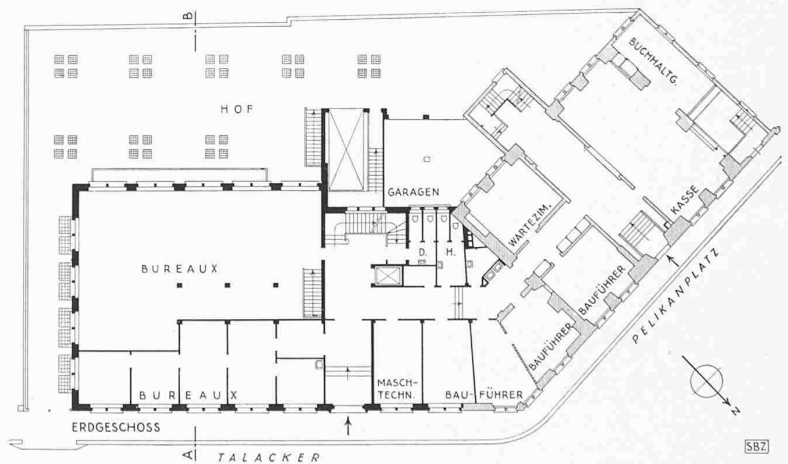 B
HOF
BUCHHALTG.
GARAGEN
WARTEZIM.
KASSE
BUREAUX
D.
H.
BAUFÜHRER
PELIKANPLATZ
BAUFÜHRER
MASCH-
TECHN.
BAU-FÜHRER
BUREAUX
N
ERDGESCHOSS
A
TALACKER
SBZ